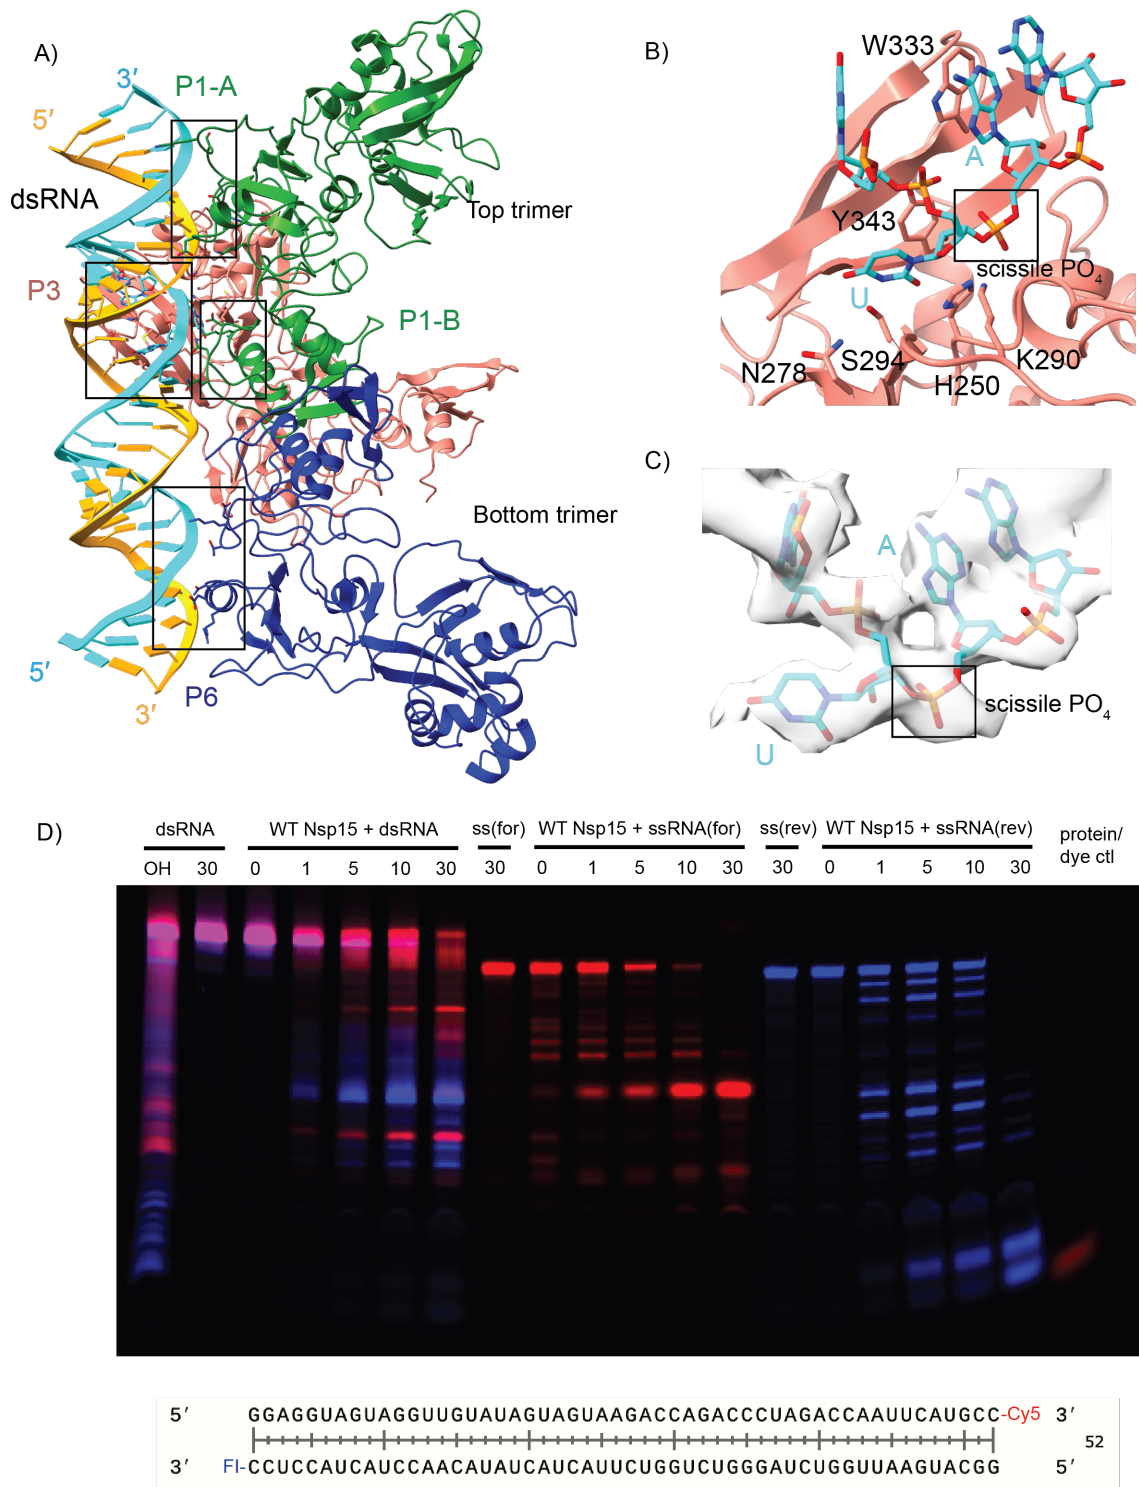 A)
3′
5′
P1-A
dsRNA
Top trimer
P3
P1-B
Bottom trimer
5′
3′
P6
B)
W333
A
Y343
scissile PO4
U
N278
S294
H250
K290
C)
A
scissile PO4
U
D)
dsRNA WT Nsp15 + dsRNA ss(for) WT Nsp15 + ssRNA(for) ss(rev) WT Nsp15 + ssRNA(rev) protein/
dye ctl
OH 30 0 1 5 10 30 30 0 1 5 10 30 30 0 1 5 10 30
5′ GGAGGUAGUAGGUUGUAUAGUAGUAAGACCAGACCCUAGACCAAUUCAUGCC-Cy5 3′
52
3′ Fl-CCUCCAUCAUCCAACAUAUCAUCAUUCUGGUCUGGGAUCUGGUUAAGUACGG 5′